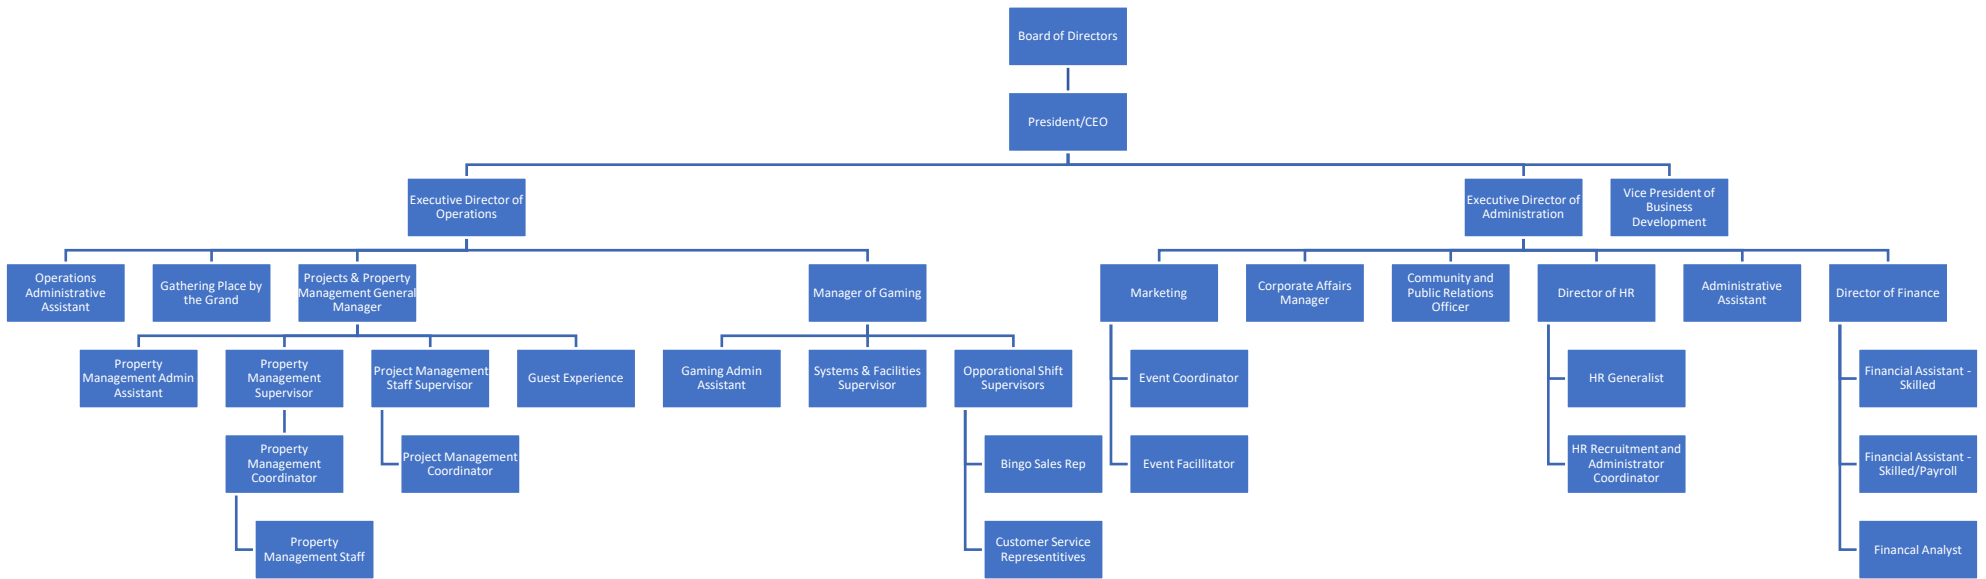 Board of Directors
President/CEO
Executive Director of
Operations
Executive Director of
Administration
Vice President of
Business
Development
Operations
Administrative
Assistant
Gathering Place by
the Grand
Projects & Property
Management General
Manager
Manager of Gaming
Marketing
Corporate Affairs
Manager
Community and
Public Relations
Officer
Director of HR
Administrative
Assistant
Director of Finance
Property
Management Admin
Assistant
Property
Management
Supervisor
Project Management
Staff Supervisor
Guest Experience
Gaming Admin
Assistant
Systems & Facilities
Supervisor
Opporational Shift
Supervisors
Event Coordinator
HR Generalist
Financial Assistant -
Skilled
Property
Management
Coordinator
Project Management
Coordinator
Bingo Sales Rep
Event Facillitator
HR Recruitment and
Administrator
Coordinator
Financial Assistant -
Skilled/Payroll
Property
Management Staff
Customer Service
Representitives
Financal Analyst